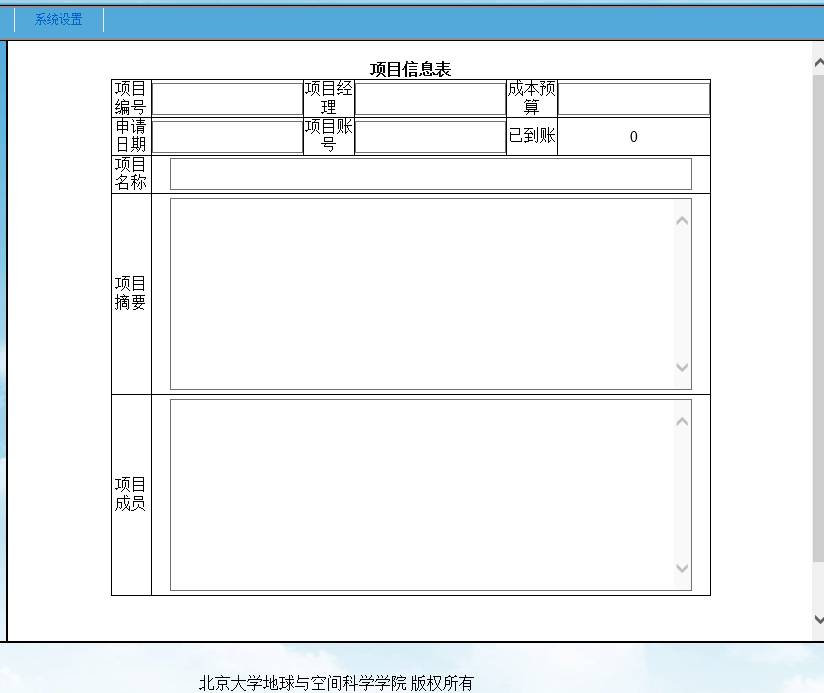 系统设置
项目信息表
项目编号 项目经理 成本预算
申请日期 项目账号 已到账 0
项目名称
项目摘要
项目成员
北京大学地球与空间科学学院 版权所有